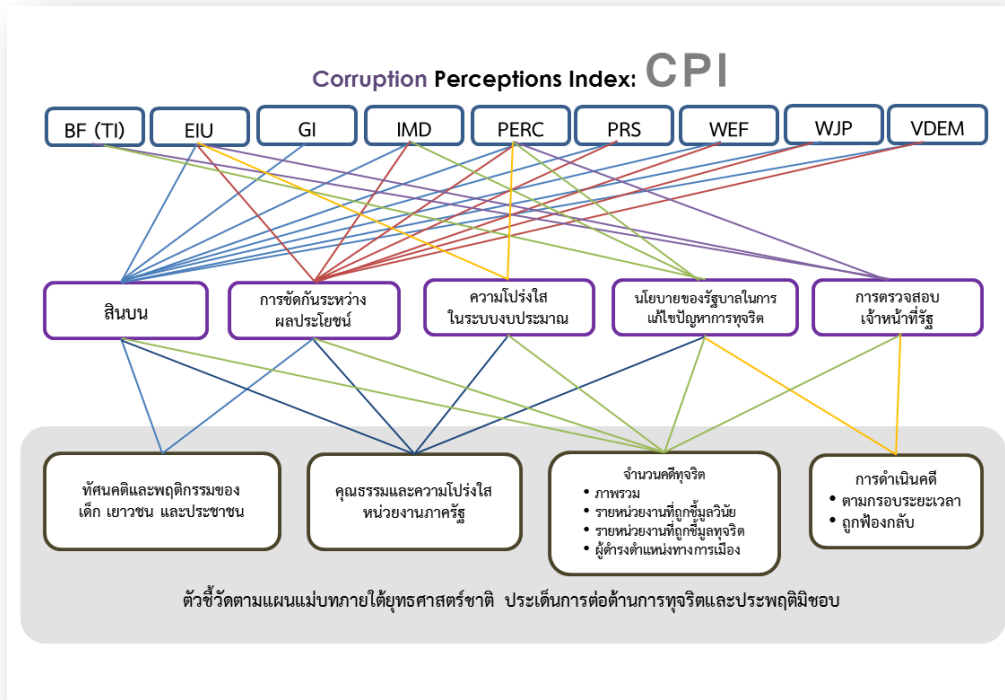 Corruption Perceptions Index: CPI
BF (TI)
EIU
GI
IMD
PERC
PRS
WEF
WJP
VDEM
สินบน
การขัดกันระหว่าง
ผลประโยชน์
ความโปร่งใส
ในระบบงบประมาณ
นโยบายของรัฐบาลในการ
แก้ไขปัญหาการทุจริต
การตรวจสอบ
เจ้าหน้าที่รัฐ
ทัศนคติและพฤติกรรมของ
เด็ก เยาวชน และประชาชน
คุณธรรมและความโปร่งใส
หน่วยงานภาครัฐ
จำนวนคดีทุจริต
• ภาพรวม
• รายหน่วยงานที่ถูกชี้มูลวินัย
• รายหน่วยงานที่ถูกชี้มูลทุจริต
• ผู้ดำรงตำแหน่งทางการเมือง
การดำเนินคดี
• ตามกรอบระยะเวลา
• ถูกฟ้องกลับ
ตัวชี้วัดตามแผนแม่บทภายใต้ยุทธศาสตร์ชาติ ประเด็นการต่อต้านการทุจริตและประพฤติมิชอบ